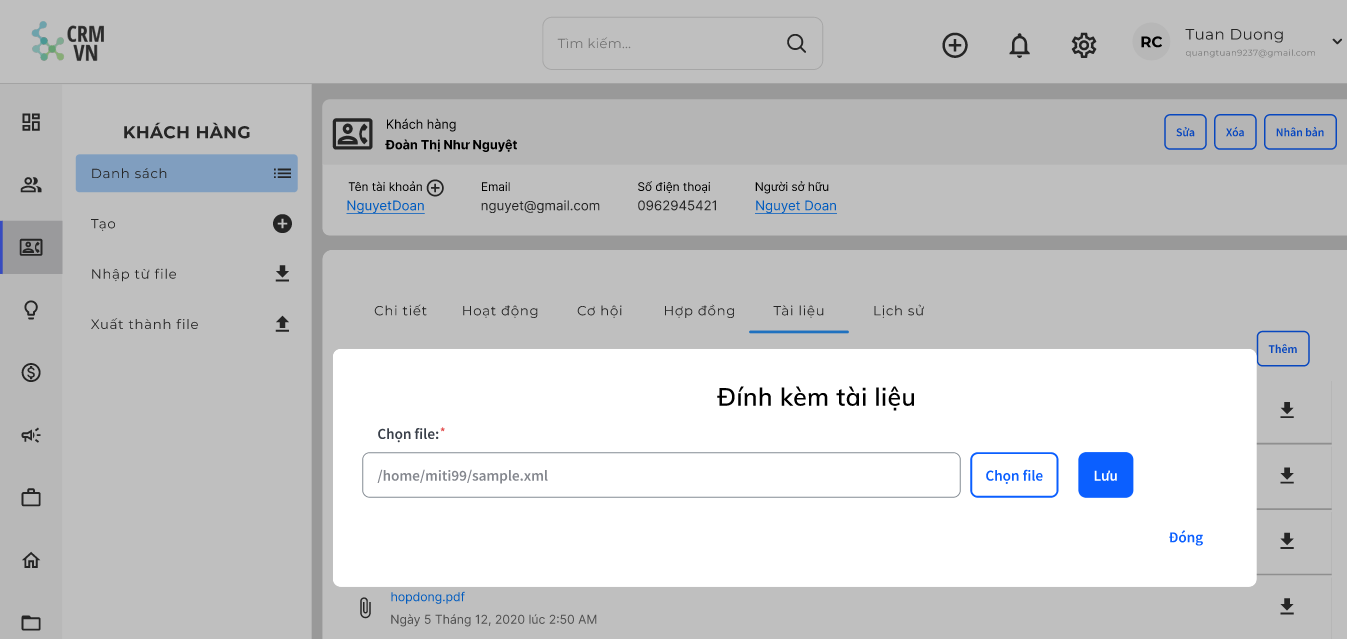 CRM
VN
Tìm kiếm...
RC
Tuan Duong
quangtuan9237@gmail.com
KHÁCH HÀNG
Danh sách
Tạo
Nhập từ file
Xuất thành file
Khách hàng
Đoàn Thị Như Nguyệt
Sửa
Xóa
Nhân bản
Tên tài khoản
Email
Số điện thoại
Người sở hữu
NguyetDoan
nguyet@gmail.com
0962945421
Nguyet Doan
Chi tiết
Hoạt động
Cơ hội
Hợp đồng
Tài liệu
Lịch sử
Thêm
Đính kèm tài liệu
Chọn file:*
/home/miti99/sample.xml
Chọn file
Lưu
Đóng
hopdong.pdf
Ngày 5 Tháng 12, 2020 lúc 2:50 AM